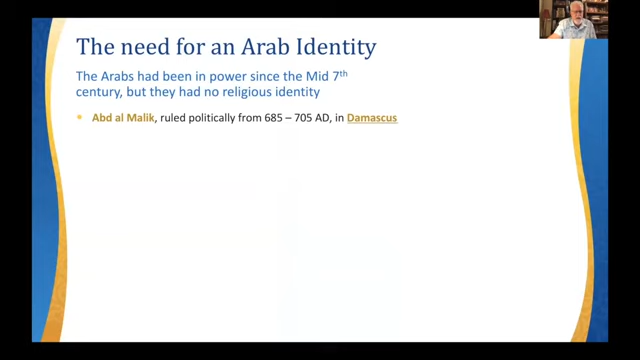 The need for an Arab Identity
The Arabs had been in power since the Mid 7th
century, but they had no religious identity
• Abd al Malik, ruled politically from 685 – 705 AD, in Damascus